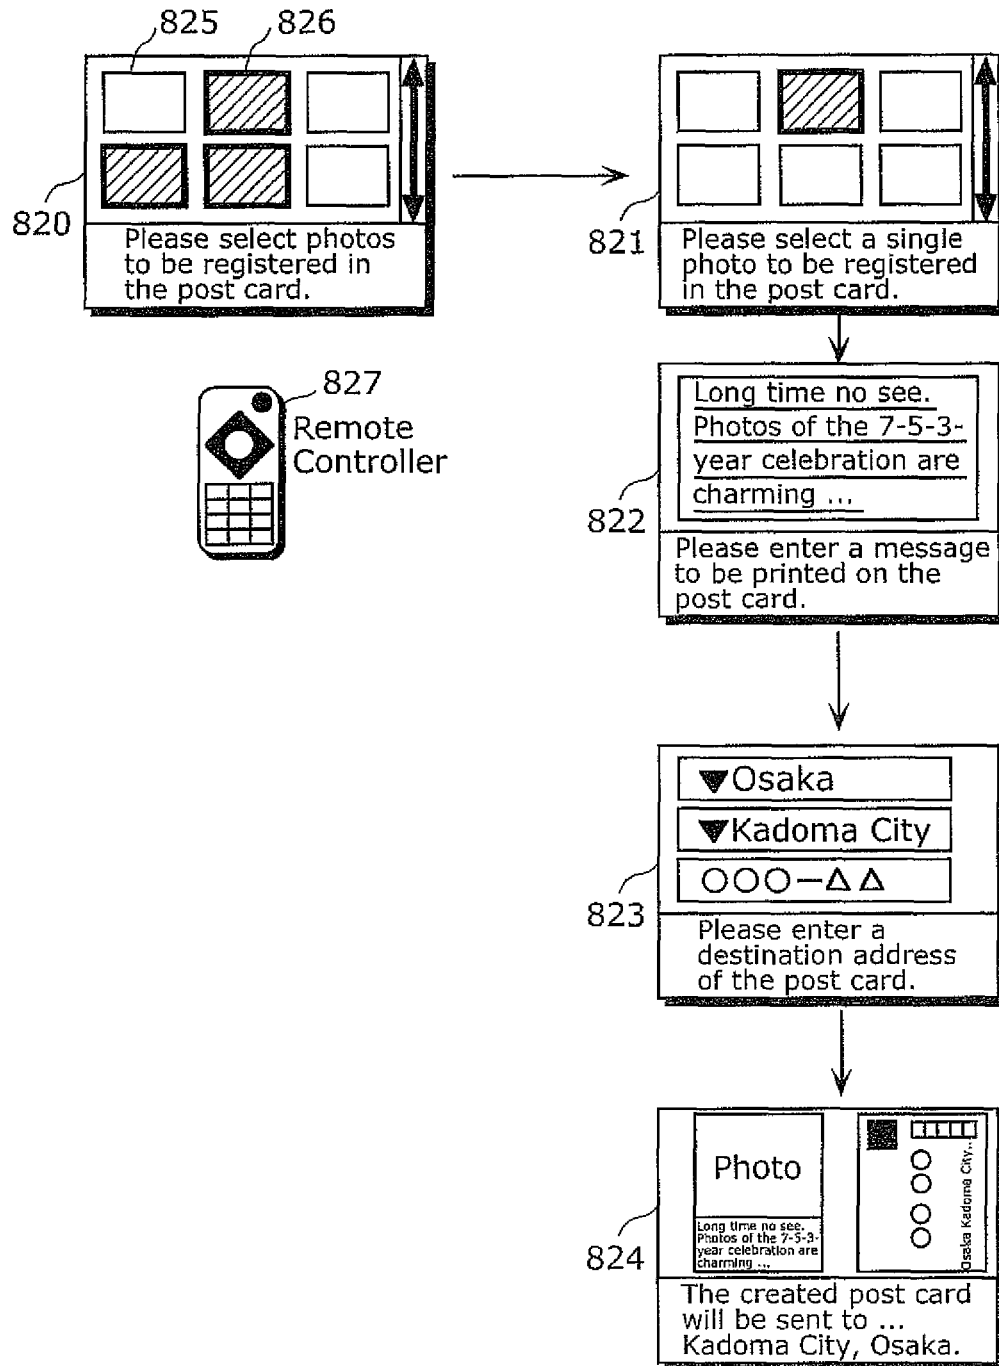 825
826
820
Please select photos
to be registered in
the post card.
821
Please select a single
photo to be registered
in the post card.
827
Remote
Controller
Long time no see.
Photos of the 7-5-3-
year celebration are
charming ...
822
Please enter a message
to be printed on the
post card.
▼Osaka
▼Kadoma City
○○○—△△
823
Please enter a
destination address
of the post card.
Photo
Long time no see.
Photos of the 7-5-3-
year celebration are
charming ...
○
○
○
○
Osaka Kadoma City...
824
The created post card
will be sent to ...
Kadoma City, Osaka.